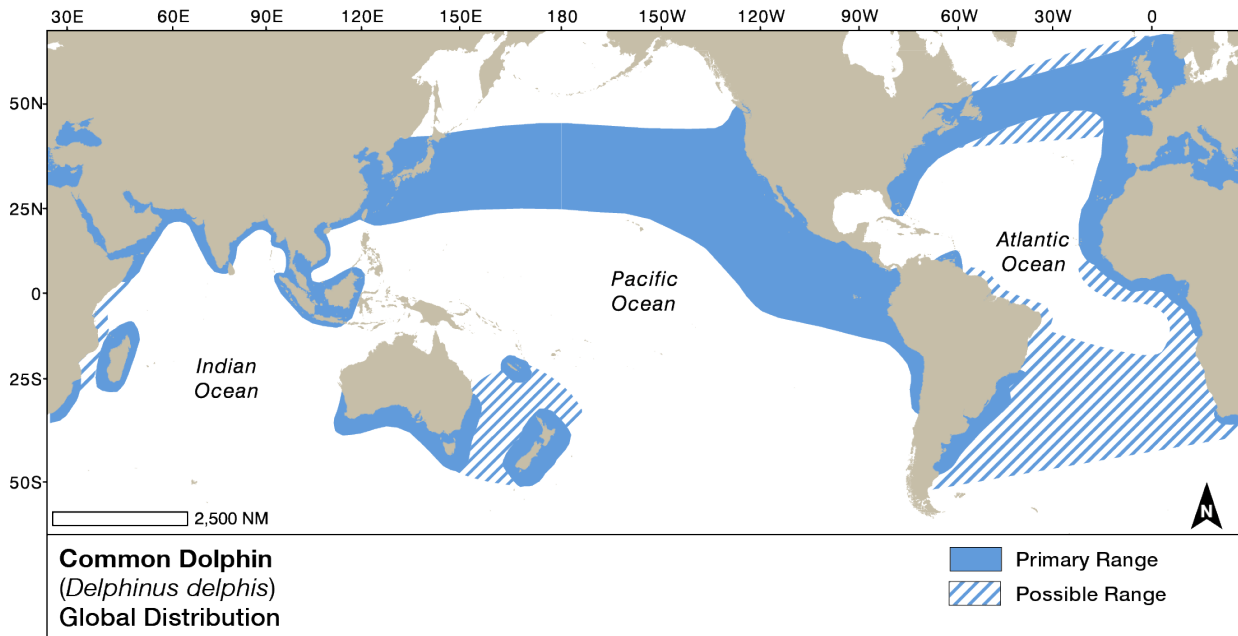 30E 60E 90E 120E 150E 180 150W 120W 90W 60W 30W 0
50N
25N
0
25S
50S
Atlantic
Ocean
Pacific
Ocean
Indian
Ocean
2,500 NM
N
Common Dolphin
(Delphinus delphis)
Global Distribution
Primary Range
Possible Range